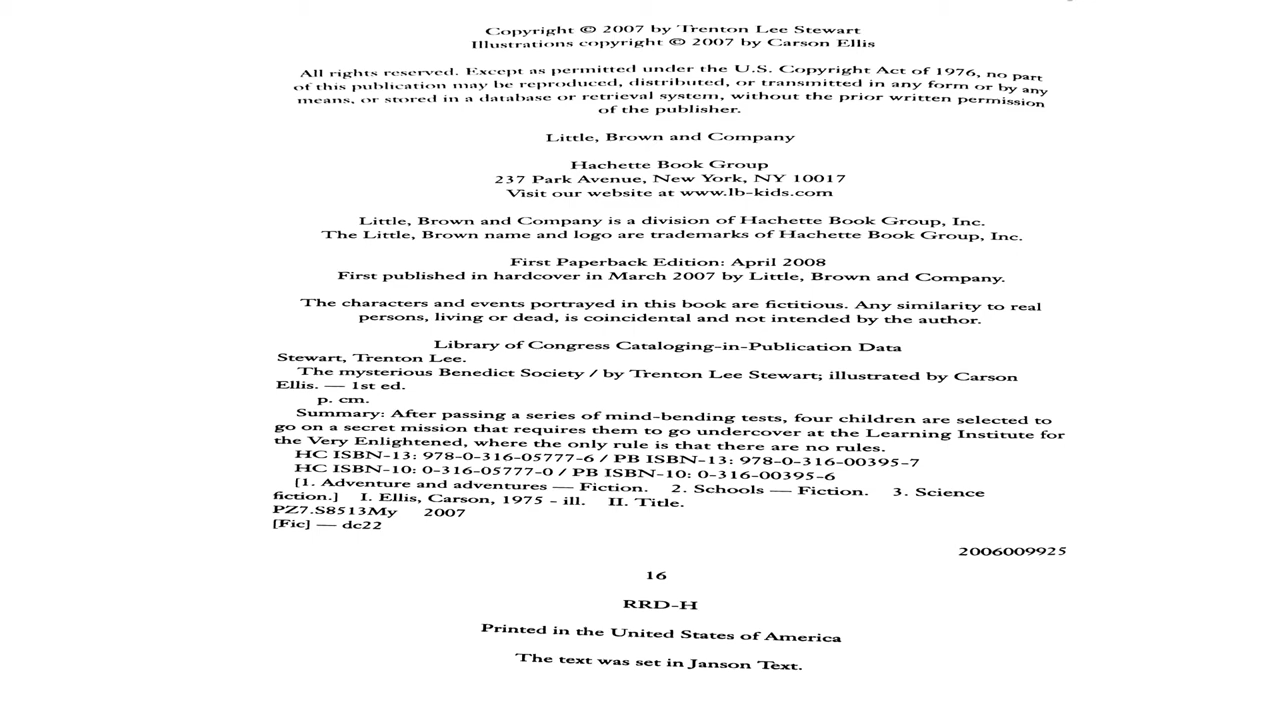 Copyright © 2007 by Trenton Lee Stewart
Illustrations copyright © 2007 by Carson Ellis
All rights reserved. Except as permitted under the U.S. Copyright Act of 1976, no part
of this publication may be reproduced, distributed, or transmitted in any form or by any
means, or stored in a database or retrieval system, without the prior written permission
of the publisher.
Little, Brown and Company
Hachette Book Group
237 Park Avenue, New York, NY 10017
Visit our website at www.lb-kids.com
Little, Brown and Company is a division of Hachette Book Group, Inc.
The Little, Brown name and logo are trademarks of Hachette Book Group, Inc.
First Paperback Edition: April 2008
First published in hardcover in March 2007 by Little, Brown and Company.
The characters and events portrayed in this book are fictitious. Any similarity to real
persons, living or dead, is coincidental and not intended by the author.
Library of Congress Cataloging-in-Publication Data
Stewart, Trenton Lee.
The mysterious Benedict Society / by Trenton Lee Stewart; illustrated by Carson
Ellis. — 1st ed.
p. cm.
Summary: After passing a series of mind-bending tests, four children are selected to
go on a secret mission that requires them to go undercover at the Learning Institute for
the Very Enlightened, where the only rule is that there are no rules.
HC ISBN-13: 978-0-316-05777-6 / PB ISBN-13: 978-0-316-00395-7
HC ISBN-10: 0-316-05777-0 / PB ISBN-10: 0-316-00395-6
[1. Adventure and adventures — Fiction. 2. Schools — Fiction. 3. Science
fiction.] I. Ellis, Carson, 1975 - ill. II. Title.
PZ7.S8513My 2007
[Fic] — dc22
2006009925
16
RRD-H
Printed in the United States of America
The text was set in Janson Text.